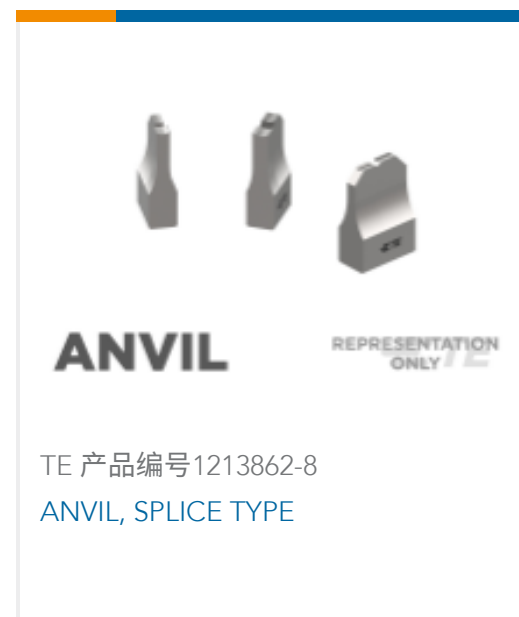 ANVIL
REPRESENTATION
ONLY TE
TE 产品编号1213862-8
ANVIL, SPLICE TYPE